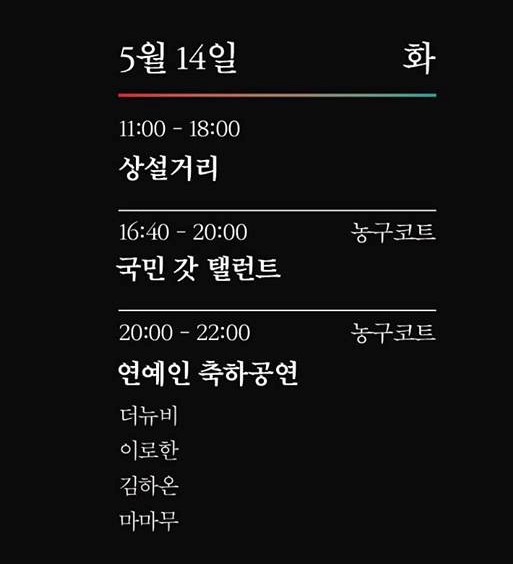 5월 14일 화
11:00 - 18:00
상설거리
16:40 - 20:00 농구코트
국민 갓 탤런트
20:00 - 22:00 농구코트
연예인 축하공연
더뉴비
이로한
김하온
마마무